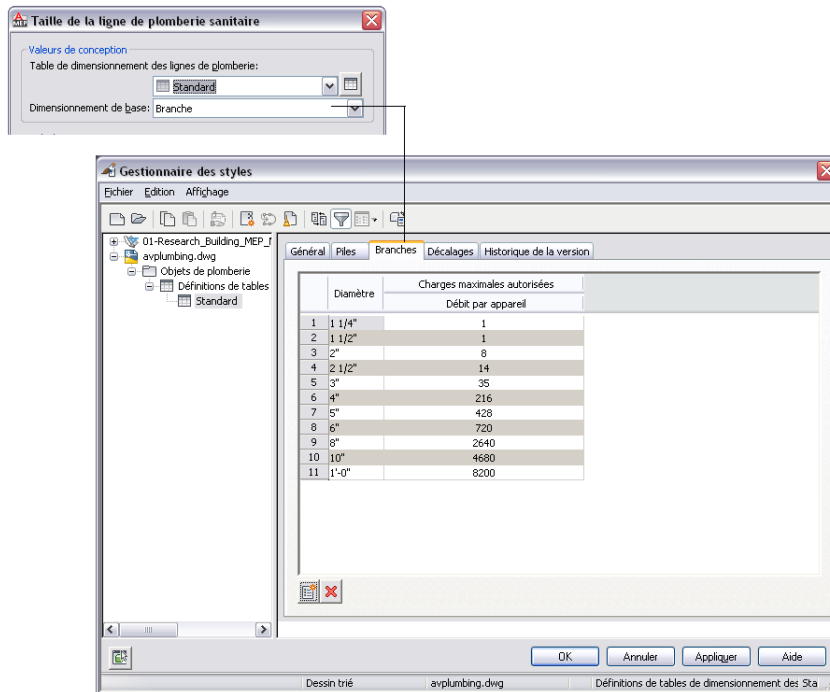 MEP
Taille de la ligne de plomberie sanitaire
Valeurs de conception
Table de dimensionnement des lignes de plomberie:
Standard
Dimensionnement de base: Branche
Gestionnaire des styles
Fichier Edition Affichage
01-Research_Building_MEP_
avplumbing.dwg
Objets de plomberie
Définitions de tables
Standard
Général Piles Branches Décalages Historique de la version
Diamètre Charges maximales autorisées
Débit par appareil
1 1 1/4" 1
2 1 1/2" 1
3 2" 8
4 2 1/2" 14
5 3" 35
6 4" 216
7 5" 428
8 6" 720
9 8" 2640
10 10" 4680
11 1'-0" 8200
OK Annuler Appliquer Aide
Dessin trié avplumbing.dwg Définitions de tables de dimensionnement des Sta